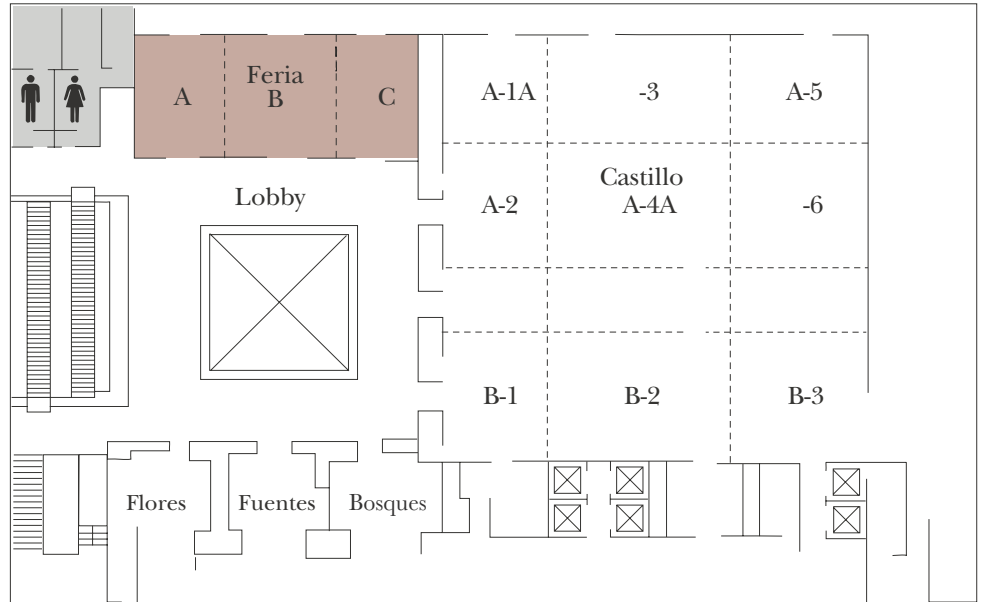 Feria
A
B
C
A-1A
-3
A-5
Lobby
Castillo
A-2
A-4A
-6
B-1
B-2
B-3
Flores
Fuentes
Bosques